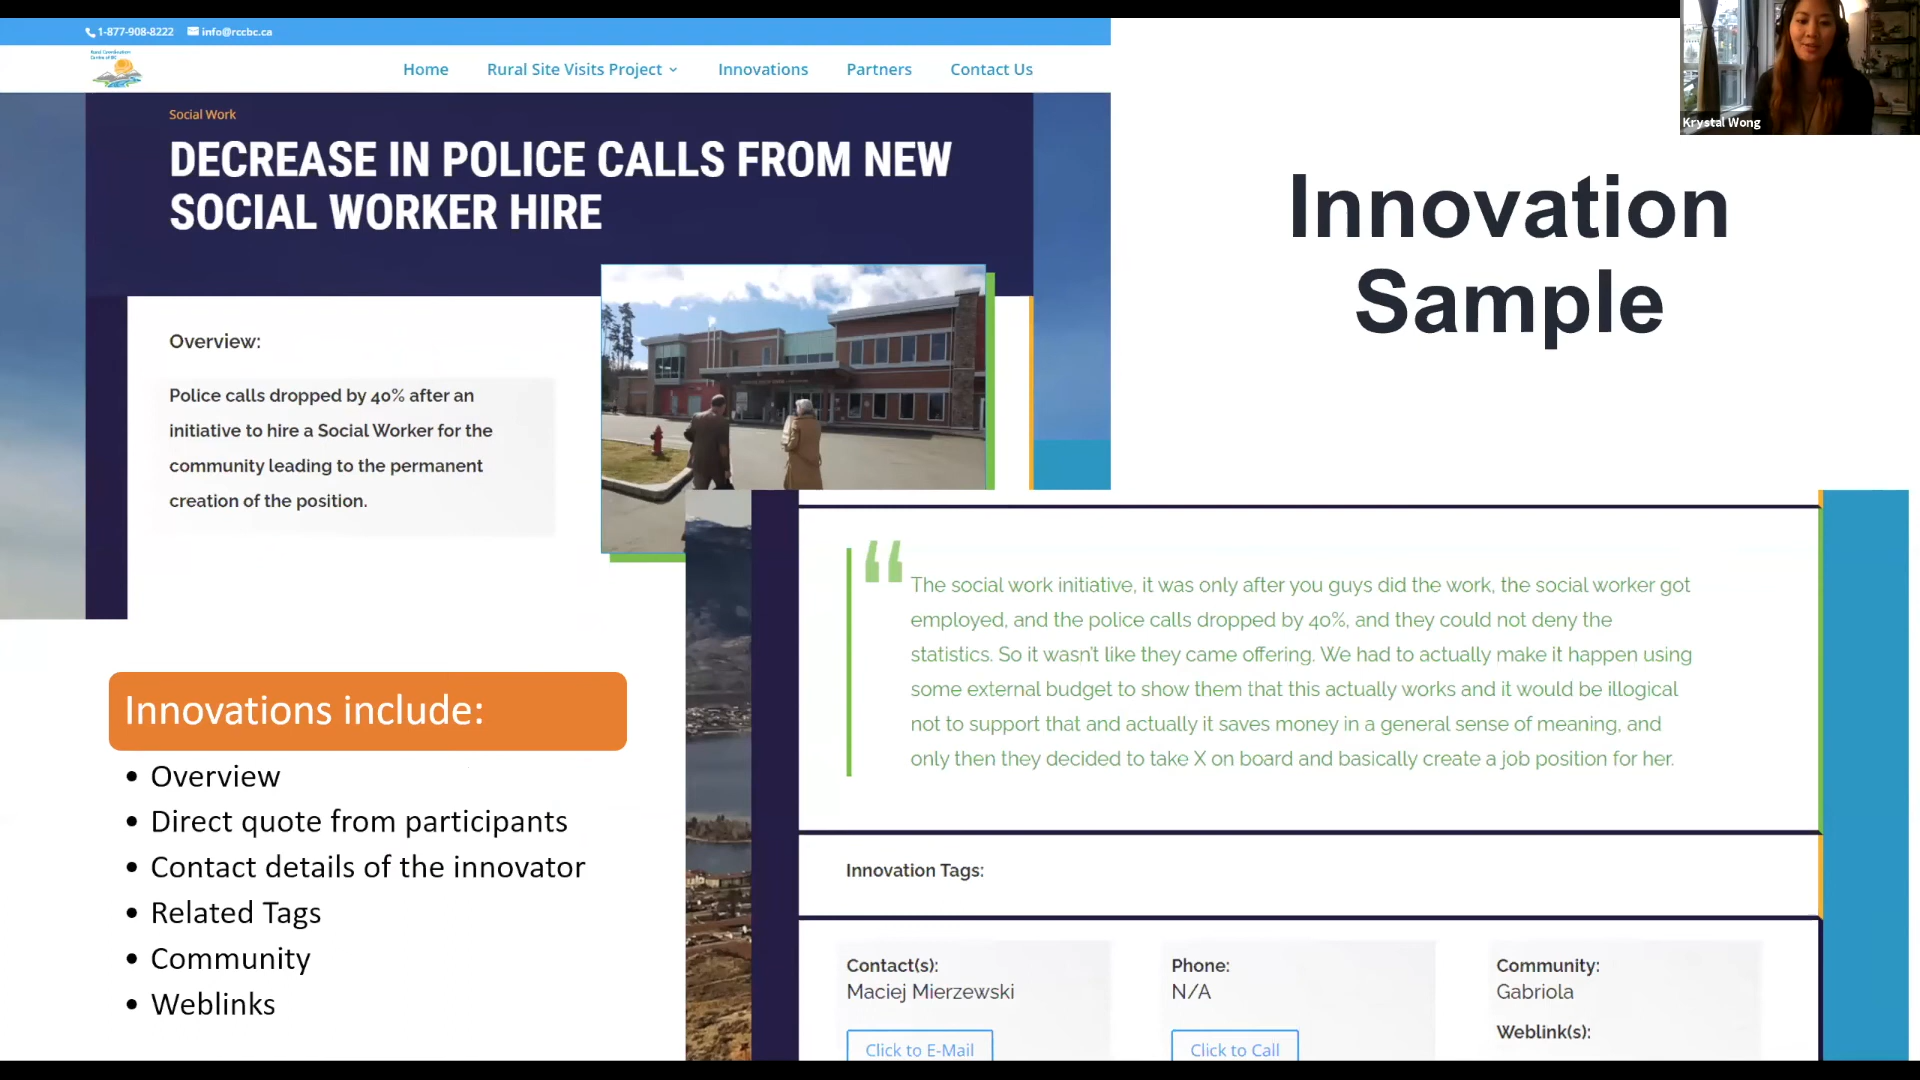 1-877-908-8222 info@rccbc.ca
Home Rural Site Visits Project Innovations Partners Contact Us
Krystal Wong
Social Work
DECREASE IN POLICE CALLS FROM NEW
SOCIAL WORKER HIRE
Innovation
Sample
Overview:
Police calls dropped by 40% after an
initiative to hire a Social Worker for the
community leading to the permanent
creation of the position.
“
The social work initiative, it was only after you guys did the work, the social worker got
employed, and the police calls dropped by 40%, and they could not deny the
statistics. So it wasn't like they came offering. We had to actually make it happen using
some external budget to show them that this actually works and it would be illogical
not to support that and actually it saves money in a general sense of meaning, and
only then they decided to take X on board and basically create a job position for her.
Innovations include:
• Overview
• Direct quote from participants
• Contact details of the innovator
• Related Tags
• Community
• Weblinks
Innovation Tags:
Contact(s):
Maciej Mierzewski
Click to E-Mail
Phone:
N/A
Click to Call
Community:
Gabriola
Weblink(s):